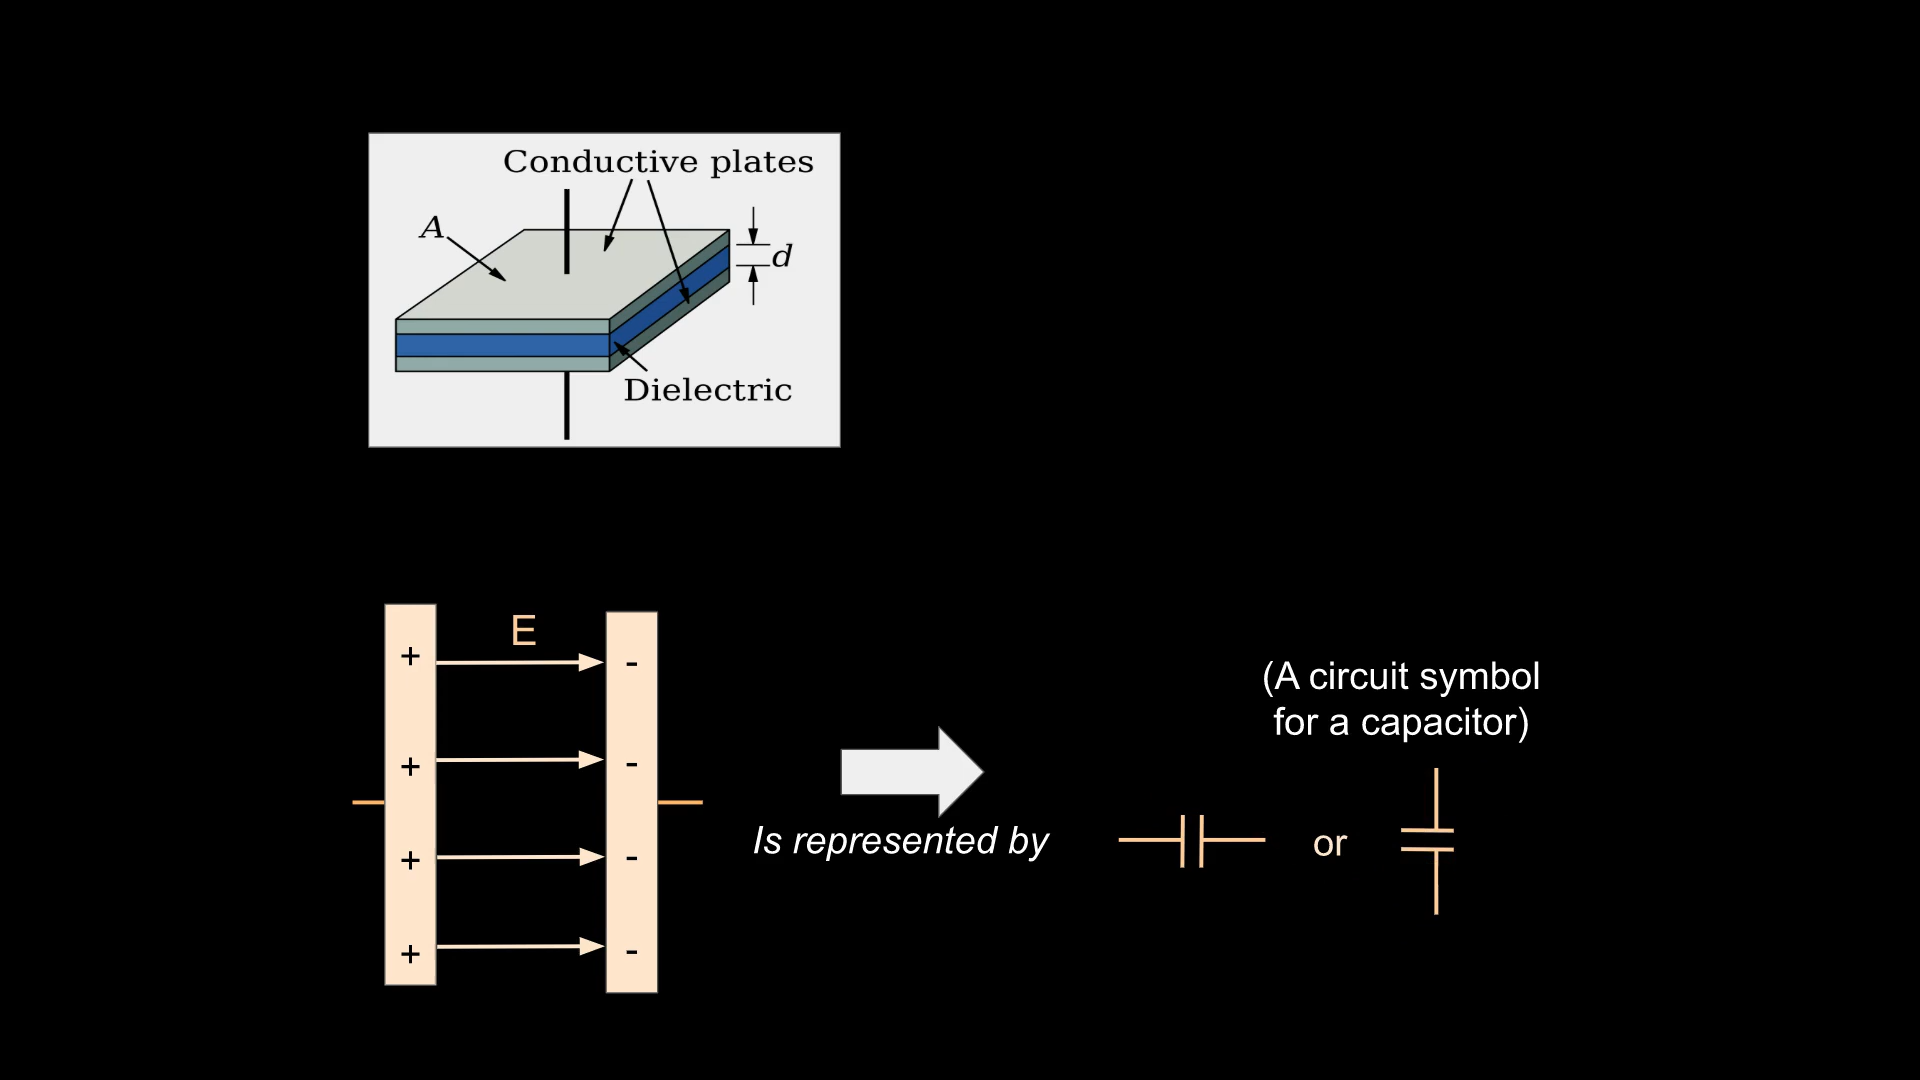 Conductive plates
A
d
Dielectric
E
+ -
+ -
+ -
+ -
(A circuit symbol
for a capacitor)
Is represented by
or